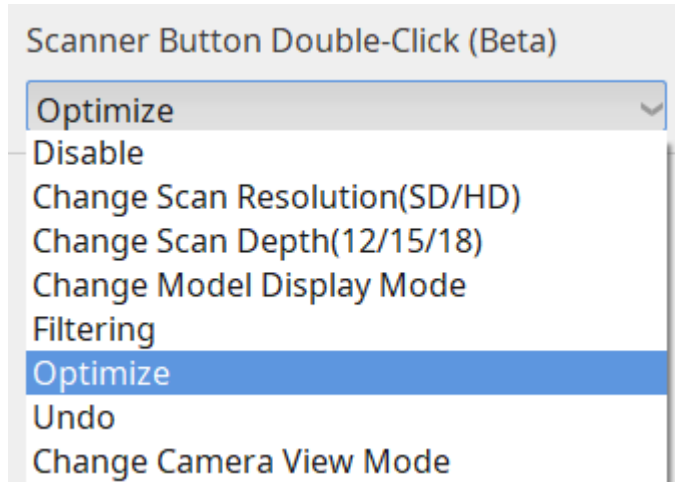 Scanner Button Double-Click (Beta)
Optimize
Disable
Change Scan Resolution(SD/HD)
Change Scan Depth(12/15/18)
Change Model Display Mode
Filtering
Optimize
Undo
Change Camera View Mode